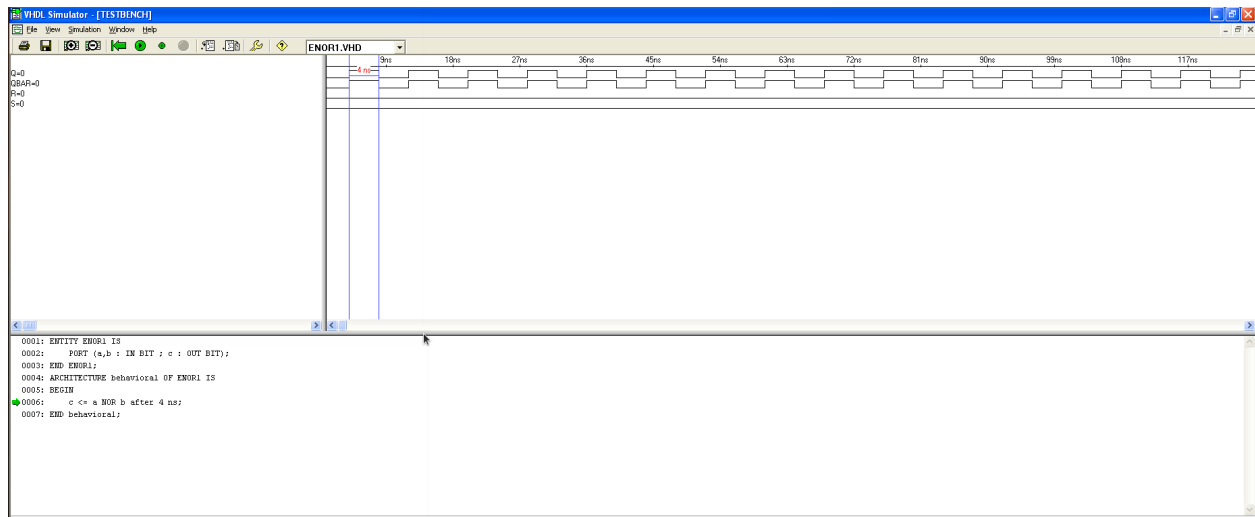 VHDL Simulator - [TESTBENCH]
File View Simulation Window Help
ENOR1.VHD
9ns 18ns 27ns 36ns 45ns 54ns 63ns 72ns 81ns 90ns 99ns 108ns 117ns
4 ns
Q=0
QBAR=0
R=0
S=0
0001: ENTITY ENOR1 IS
0002: PORT (a,b : IN BIT ; c : OUT BIT);
0003: END ENOR1;
0004: ARCHITECTURE behavioral OF ENOR1 IS
0005: BEGIN
0006: c <= a NOR b after 4 ns;
0007: END behavioral;